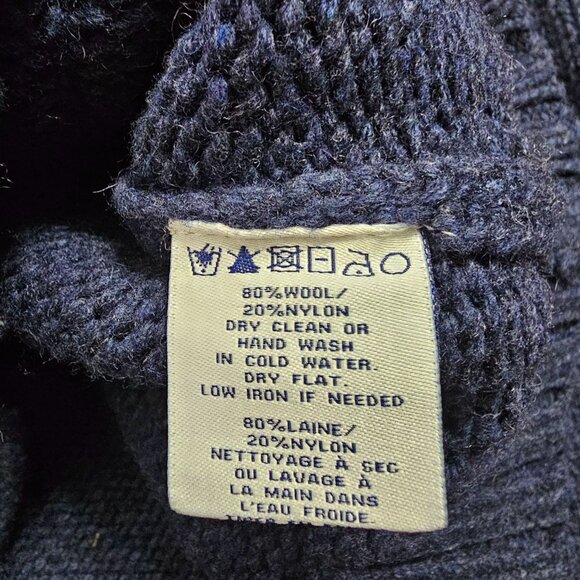 80%WOOL/
20%NYLON
DRY CLEAN OR
HAND WASH
IN COLD WATER.
DRY FLAT.
LOW IRON IF NEEDED
80%LAINE/
20%NYLON
NETTOYAGE À SEC
OU LAVAGE À
LA MAIN DANS
L'EAU FROIDE.